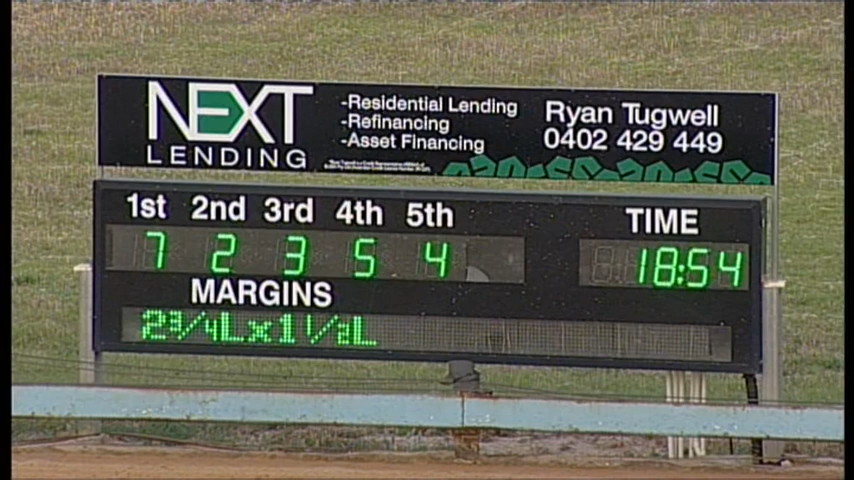 NEXT
LENDING
-Residential Lending
-Refinancing
-Asset Financing
Ryan Tugwell
0402 429 449
1st 2nd 3rd 4th 5th
7 2 3 5 4
TIME
18:54
MARGINS
2¾Lx1½L